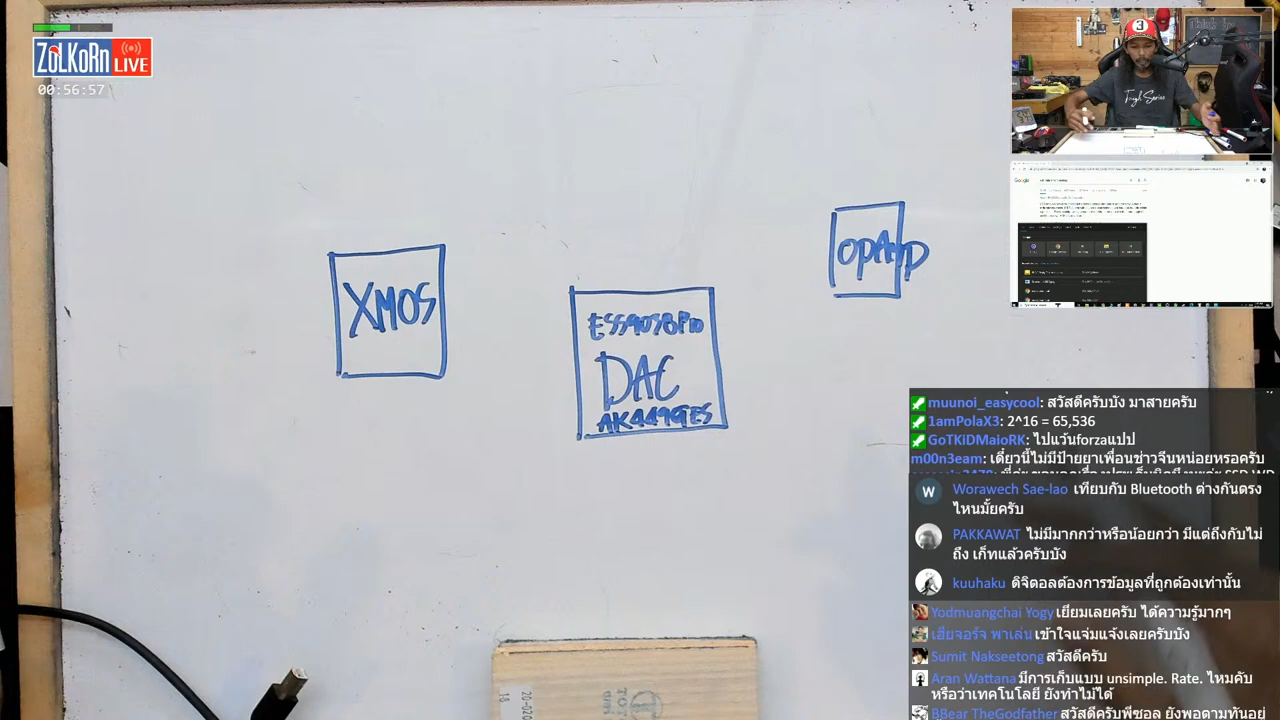 ZoLKoRn LIVE
00:56:57
XMOS
ESS9038Pro
DAC
AK4499ES
OpAmp
3
Google
muunoi_easycool: สวัสดีครับบัง มาสายครับ
1amPolaX3: 2^16 = 65,536
GoTKiDMaioRK: ไปแว้นforzaแปป
m00n3eam: เดี๋ยวนี้ไม่มีป้ายยาเพื่อนชาวจีนหน่อยหรอครับ
Worawech Sae-lao เทียบกับ Bluetooth ต่างกันตรง
ไหนมั้ยครับ
PAKKAWAT ไม่มีมากกว่าหรือน้อยกว่า มีแต่ถึงกับไม่
ถึง เก็ทแล้วครับบัง
kuuhaku ดิจิตอลต้องการข้อมูลที่ถูกต้องเท่านั้น
Yodmuangchai Yogy เยี่ยมเลยครับ ได้ความรู้มากๆ
เฮียจอร์จ พาเล่น เข้าใจแจ่มแจ้งเลยครับบัง
Sumit Nakseetong สวัสดีครับ
Aran Wattana มีการเก็บแบบ unsimple. Rate. ไหมคับ
หรือว่าเทคโนโลยี ยังทำไม่ได้
BBear TheGodfather สวัสดีครับพี่ซอล ยังพอตามทันอยู่